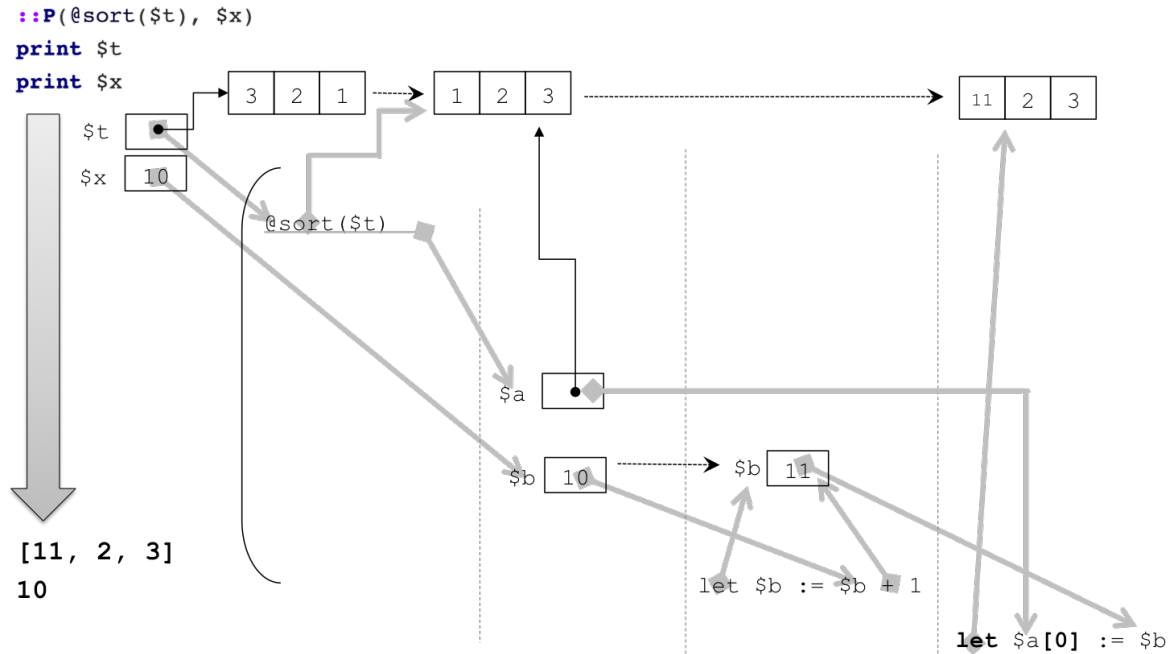 ::P(@sort($t), $x)
print $t
print $x
3 2 1
1 2 3
11 2 3
$t
$x 10
@sort($t)
$a
$b 10
$b 11
[11, 2, 3]
10
let $b := $b + 1
let $a[0] := $b